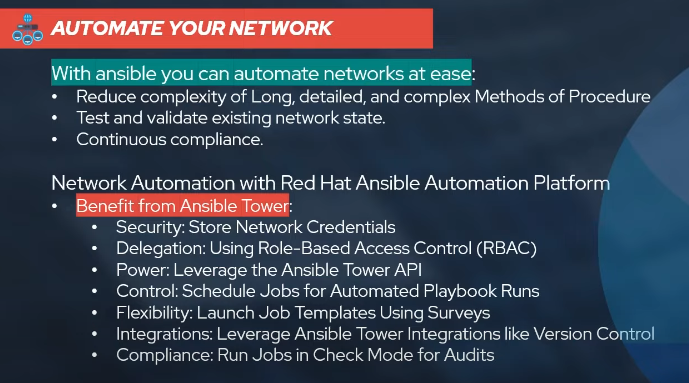 AUTOMATE YOUR NETWORK
With ansible you can automate networks at ease:
• Reduce complexity of Long, detailed, and complex Methods of Procedure
• Test and validate existing network state.
• Continuous compliance.
Network Automation with Red Hat Ansible Automation Platform
• Benefit from Ansible Tower:
• Security: Store Network Credentials
• Delegation: Using Role-Based Access Control (RBAC)
• Power: Leverage the Ansible Tower API
• Control: Schedule Jobs for Automated Playbook Runs
• Flexibility: Launch Job Templates Using Surveys
• Integrations: Leverage Ansible Tower Integrations like Version Control
• Compliance: Run Jobs in Check Mode for Audits